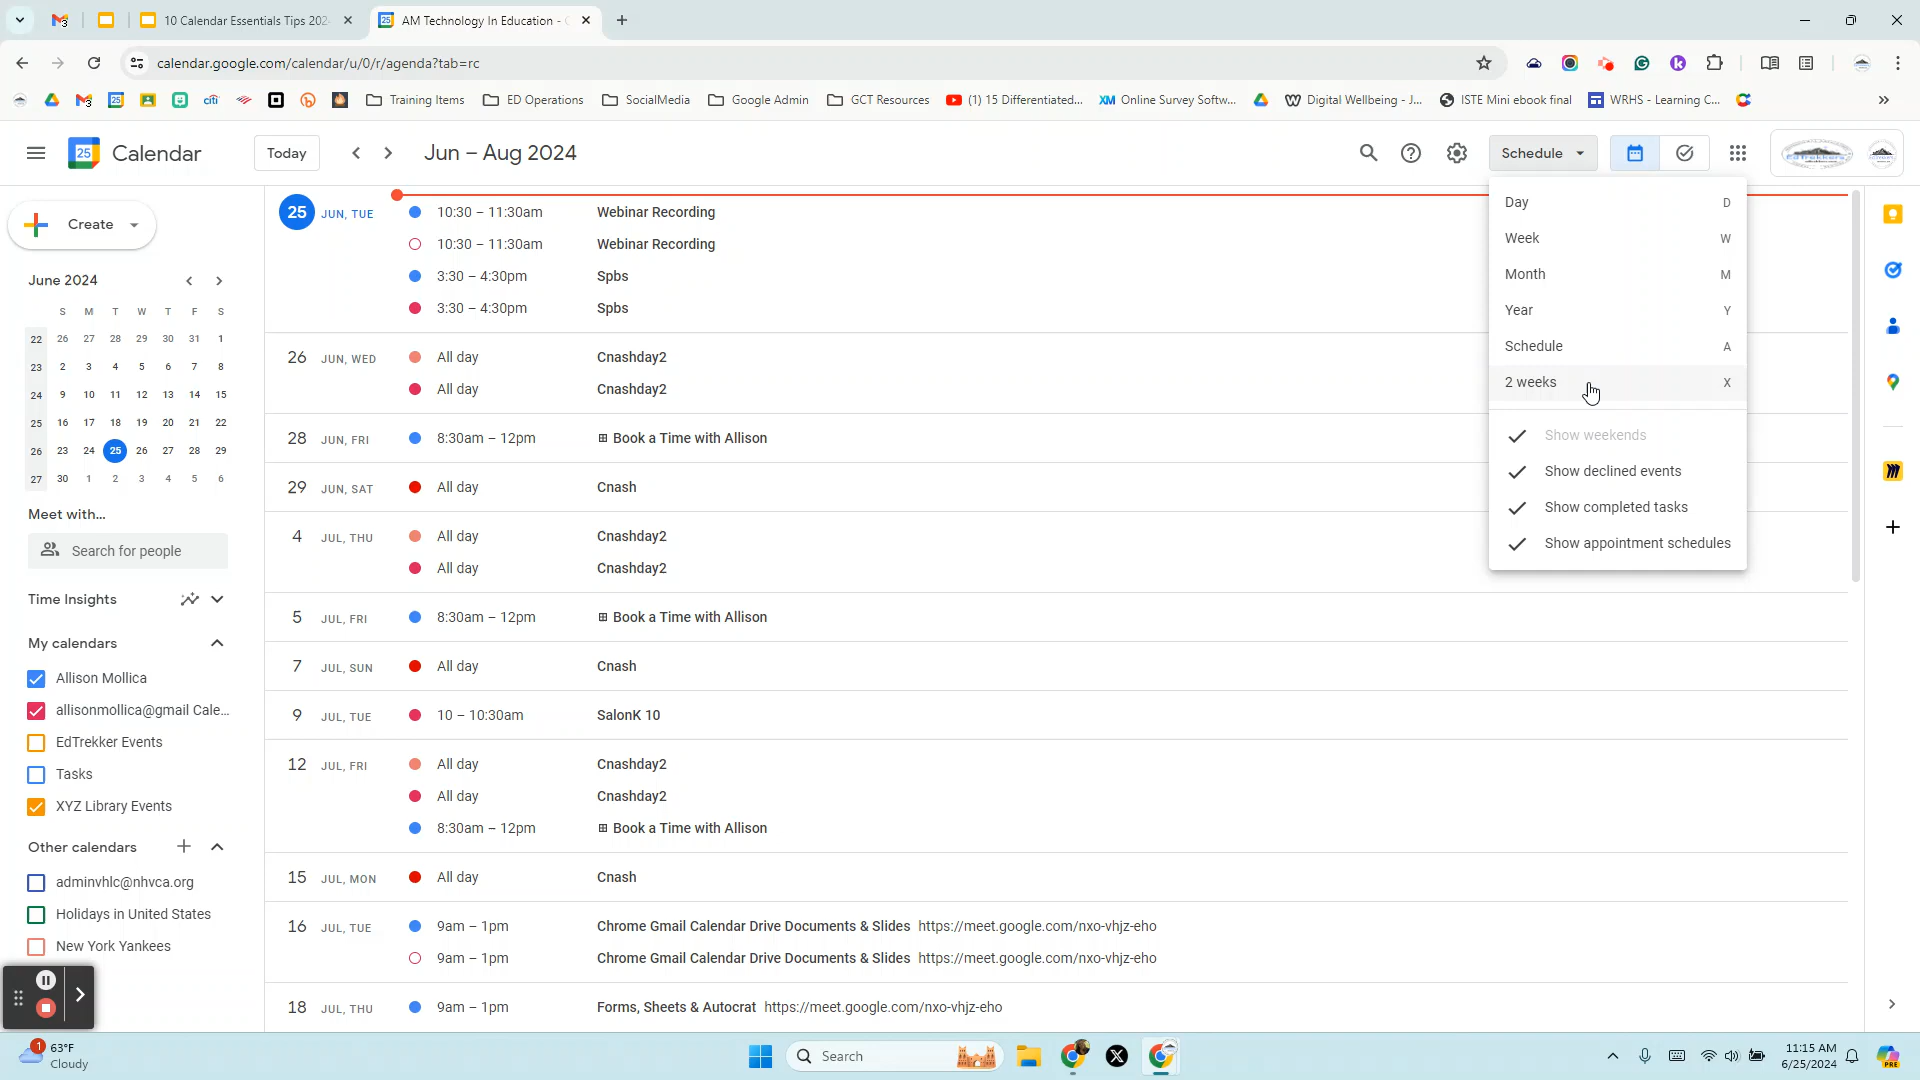 10 Calendar Essentials Tips 202
AM Technology In Education -
calendar.google.com/calendar/u/0/r/agenda?tab=rc
citi
Training Items
ED Operations
SocialMedia
Google Admin
GCT Resources
(1) 15 Differentiated...
XM Online Survey Softw...
Digital Wellbeing - J...
ISTE Mini ebook final
WRHS - Learning C...
»
25
Calendar
Today
Jun – Aug 2024
Schedule
Create
June 2024
S M T W T F S
22 26 27 28 29 30 31 1
23 2 3 4 5 6 7 8
24 9 10 11 12 13 14 15
25 16 17 18 19 20 21 22
26 23 24 25 26 27 28 29
27 30 1 2 3 4 5 6
Meet with...
Search for people
Time Insights
My calendars
Allison Mollica
allisonmollica@gmail Cale...
EdTrekker Events
Tasks
XYZ Library Events
Other calendars
adminvhlc@nhvca.org
Holidays in United States
New York Yankees
25 JUN, TUE 10:30 – 11:30am Webinar Recording
10:30 – 11:30am Webinar Recording
3:30 – 4:30pm Spbs
3:30 – 4:30pm Spbs
26 JUN, WED All day Cnashday2
All day Cnashday2
28 JUN, FRI 8:30am – 12pm Book a Time with Allison
29 JUN, SAT All day Cnash
4 JUL, THU All day Cnashday2
All day Cnashday2
5 JUL, FRI 8:30am – 12pm Book a Time with Allison
7 JUL, SUN All day Cnash
9 JUL, TUE 10 – 10:30am SalonK 10
12 JUL, FRI All day Cnashday2
All day Cnashday2
8:30am – 12pm Book a Time with Allison
15 JUL, MON All day Cnash
16 JUL, TUE 9am – 1pm Chrome Gmail Calendar Drive Documents & Slides https://meet.google.com/nxo-vhjz-eho
9am – 1pm Chrome Gmail Calendar Drive Documents & Slides https://meet.google.com/nxo-vhjz-eho
18 JUL, THU 9am – 1pm Forms, Sheets & Autocrat https://meet.google.com/nxo-vhjz-eho
Day D
Week W
Month M
Year Y
Schedule A
2 weeks X
Show weekends
Show declined events
Show completed tasks
Show appointment schedules
1
63°F
Cloudy
Search
11:15 AM
6/25/2024
PRE